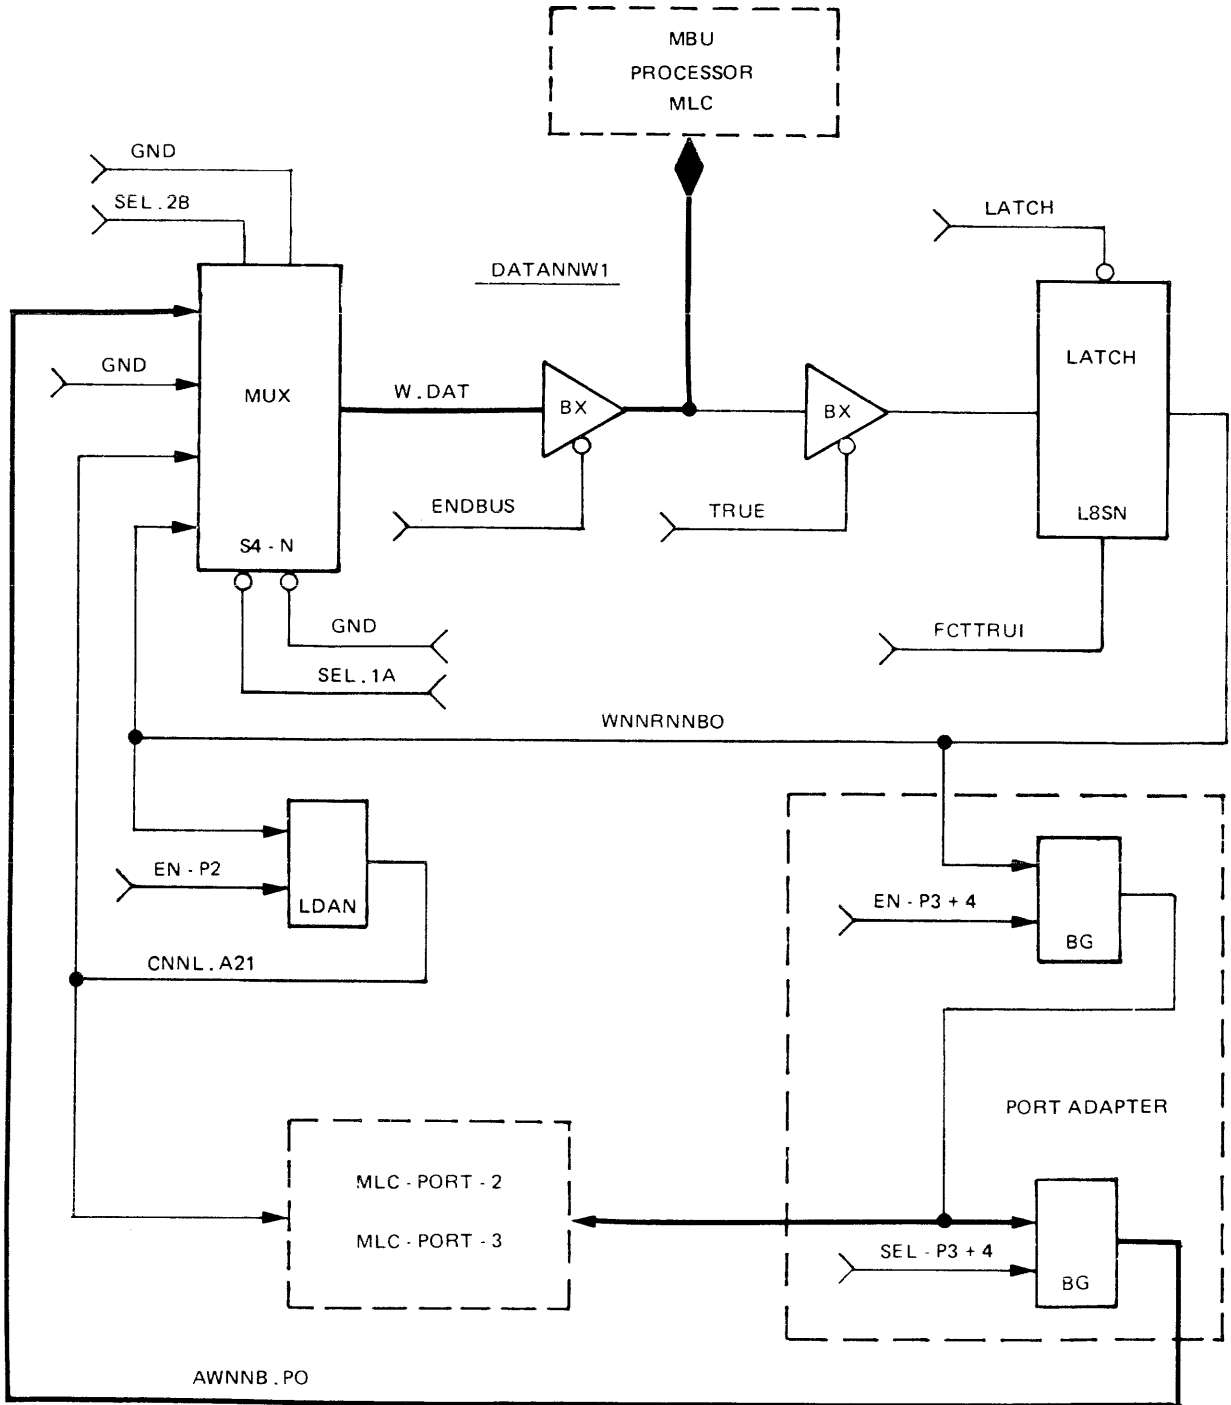 MBU
PROCESSOR
MLC
GND
SEL.2B
LATCH
DATANNW1
GND
MUX
W.DAT
BX
BX
LATCH
ENDBUS
TRUE
L8SN
S4-N
GND
FCTTRUI
SEL.1A
WNNRNNBO
EN-P2
LDAN
EN-P3+4
BG
CNNL.A21
PORT ADAPTER
MLC-PORT-2
MLC-PORT-3
SEL-P3+4
BG
AWNNB.PO